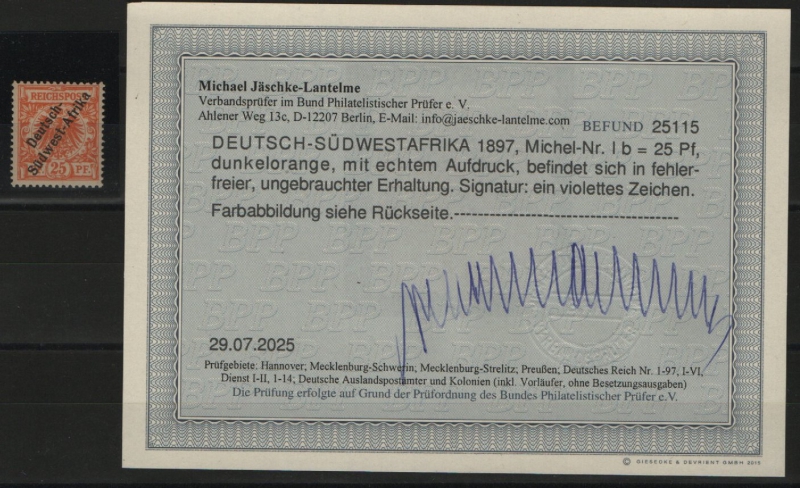 REICHSPOST
Deutsch-
Südwest-Afrika
25 PF.
Michael Jäschke-Lantelme
Verbandsprüfer im Bund Philatelistischer Prüfer e. V.
Ahlener Weg 13c, D-12207 Berlin, E-Mail: info@jaeschke-lantelme.com
BEFUND 25115
DEUTSCH-SÜDWESTAFRIKA 1897, Michel-Nr. I b = 25 Pf,
dunkelorange, mit echtem Aufdruck, befindet sich in fehler-
freier, ungebrauchter Erhaltung. Signatur: ein violettes Zeichen.
Farbabbildung siehe Rückseite.------------------------------------
29.07.2025
Prüfgebiete: Hannover; Mecklenburg-Schwerin; Mecklenburg-Strelitz; Preußen; Deutsches Reich Nr. 1-97, I-VI,
Dienst I-II, 1-14; Deutsche Auslandspostämter und Kolonien (inkl. Vorläufer, ohne Besetzungsausgaben)
Die Prüfung erfolgte auf Grund der Prüfordnung des Bundes Philatelistischer Prüfer e.V.
© GIESECKE & DEVRIENT GMBH 2015